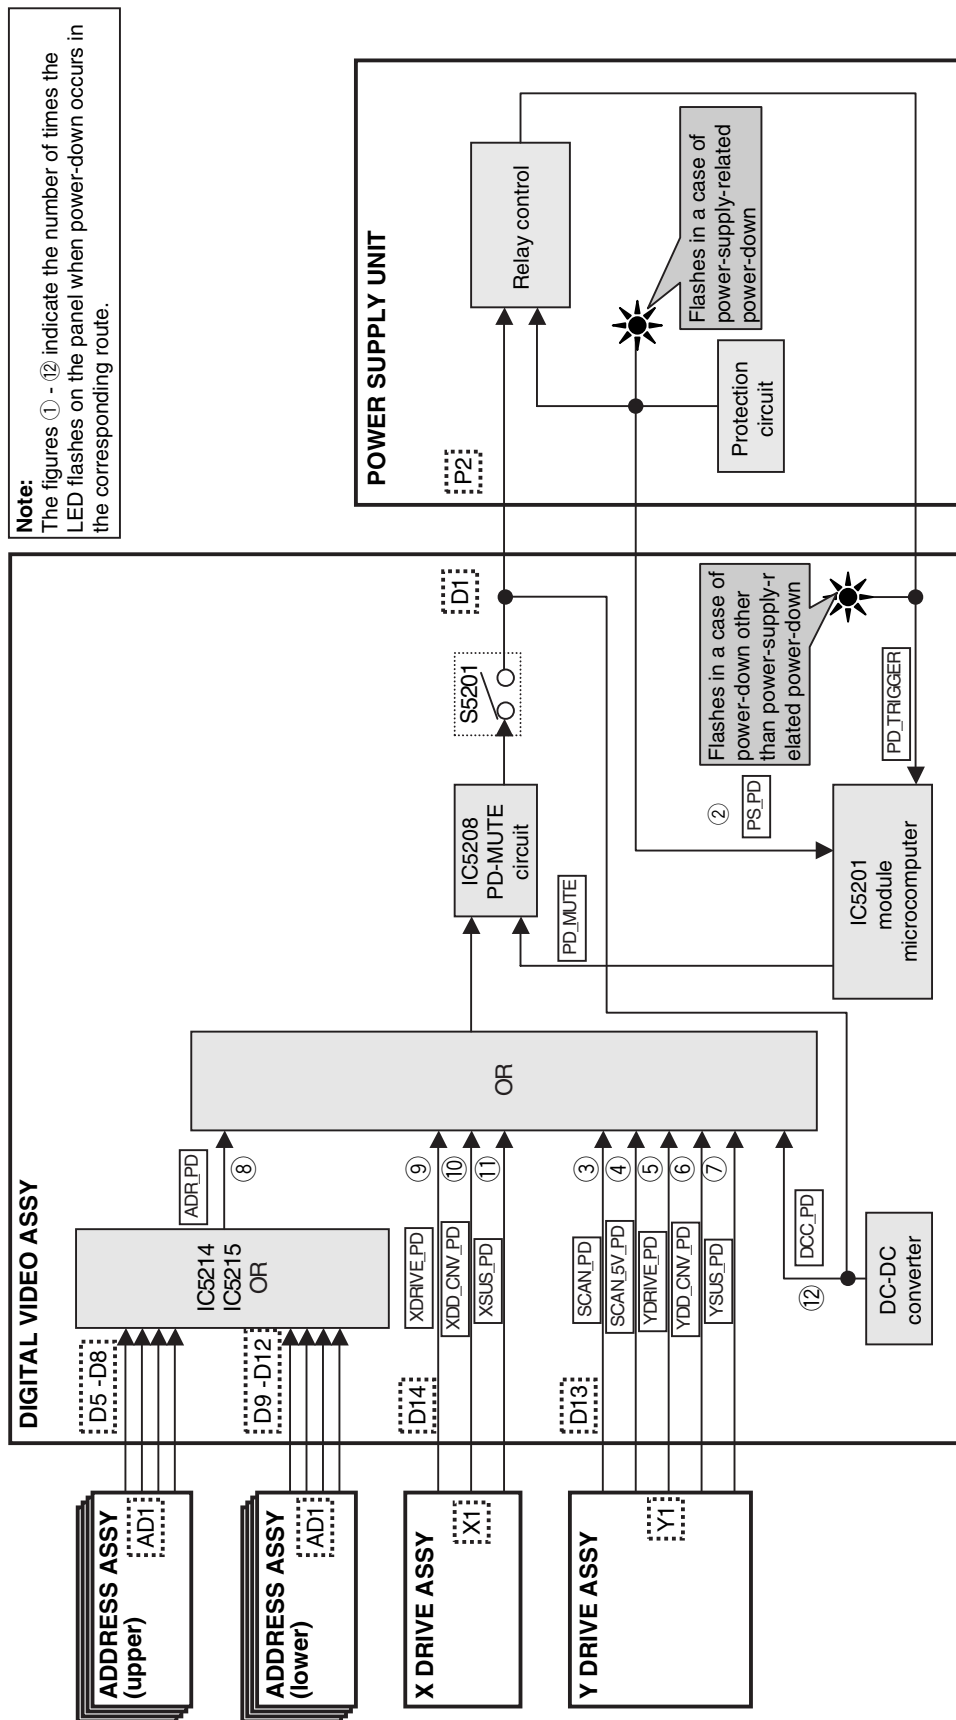 Note:
The figures ① - ⑫ indicate the number of times the
LED flashes on the panel when power-down occurs in
the corresponding route.
DIGITAL VIDEO ASSY
POWER SUPPLY UNIT
ADDRESS ASSY
(upper)
AD1
D5 -D8
IC5214
IC5215
OR
ADR_PD
⑧
ADDRESS ASSY
(lower)
AD1
D9 -D12
X DRIVE ASSY
X1
D14
XDRIVE_PD
⑨
XDD_CNV_PD
⑩
XSUS_PD
⑪
Y DRIVE ASSY
Y1
D13
SCAN_PD
③
SCAN_5V_PD
④
YDRIVE_PD
⑤
YDD_CNV_PD
⑥
YSUS_PD
⑦
DCC_PD
⑫
DC-DC
converter
OR
IC5208
PD-MUTE
circuit
PD_MUTE
S5201
D1
P2
Relay control
Flashes in a case of
power-supply-related
power-down
Protection
circuit
②
PS_PD
Flashes in a case of
power-down other
than power-supply-r
elated power-down
PD_TRIGGER
IC5201
module
microcomputer